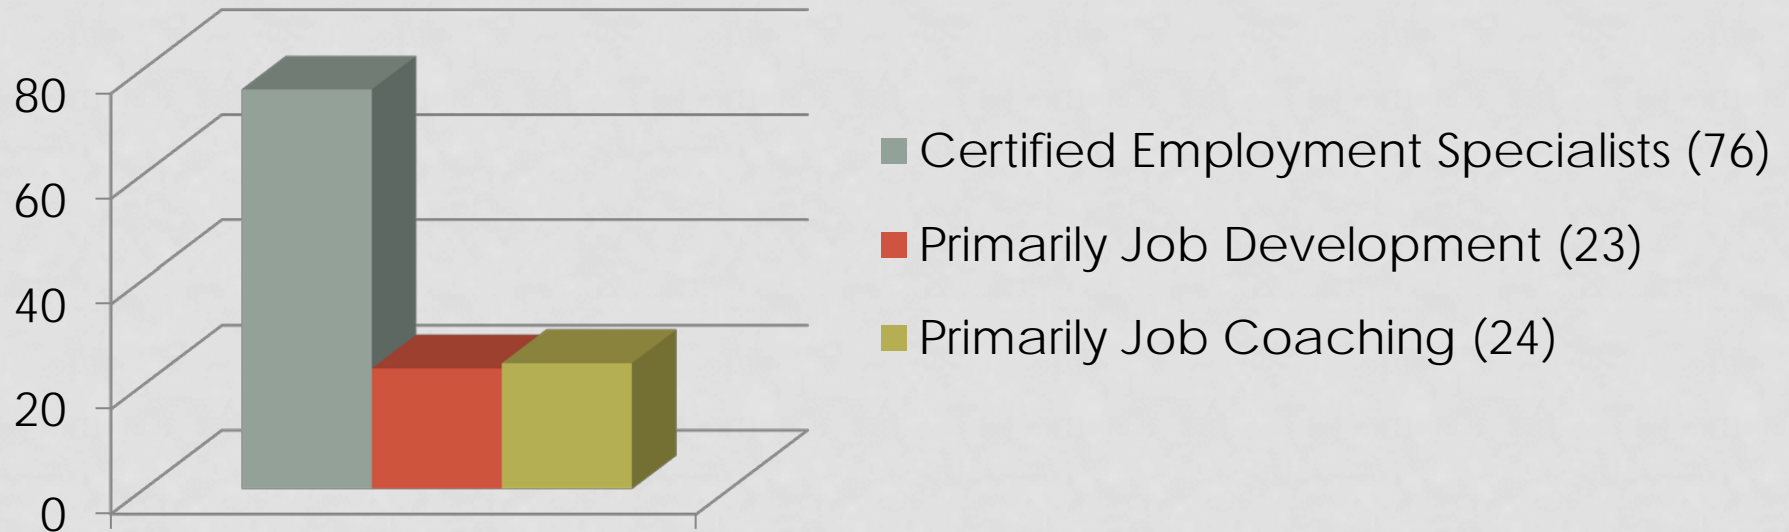 80
60
40
20
0
Certified Employment Specialists (76)
Primarily Job Development (23)
Primarily Job Coaching (24)